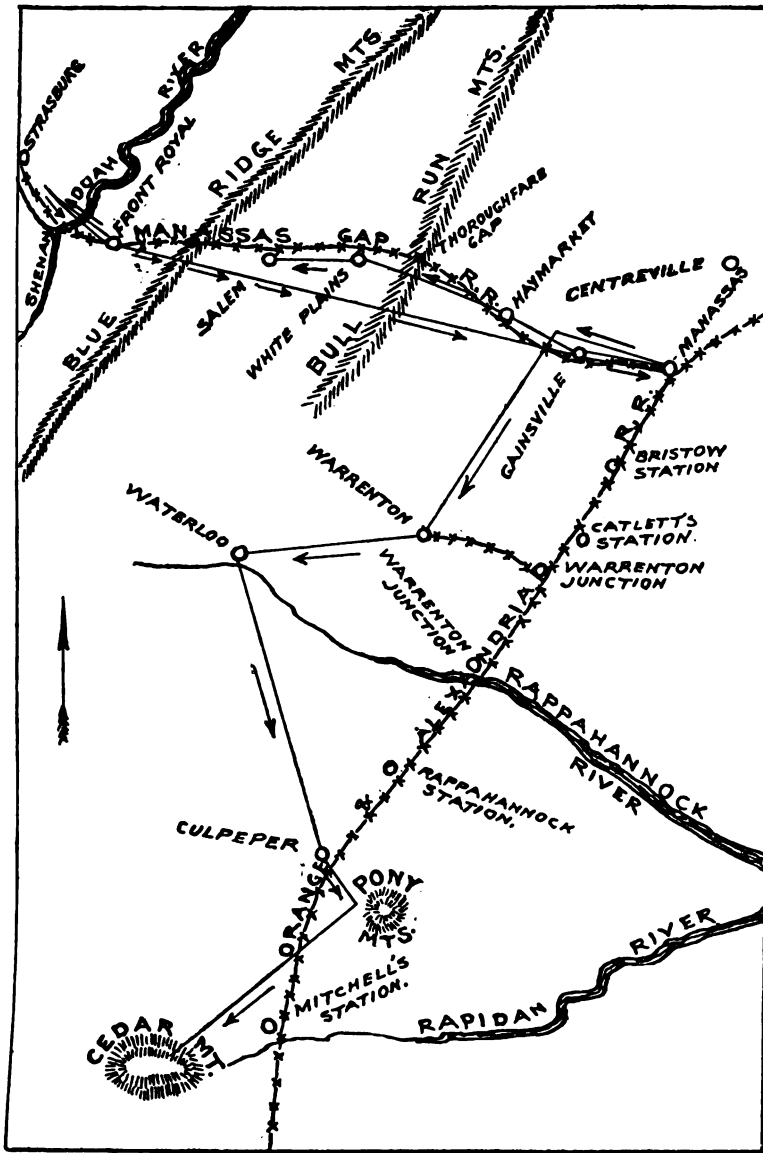 STRASBURG
SHENANDOAH RIVER
FRONT ROYAL
BLUE RIDGE MTS
BULL RUN MTS.
MANASSAS GAP R.R.
THOROUGHFARE
GAP
SALEM
WHITE PLAINS
HAYMARKET
CENTREVILLE
MANASSAS
GAINSVILLE
BRISTOW
STATION
CATLETT'S
STATION.
WARRENTON
WARRENTON
JUNCTION
WATERLOO
WARRENTON
JUNCTION
ORANGE & ALEXANDRIA R.R.
RAPPAHANNOCK
RIVER
RAPPAHANNOCK
STATION.
CULPEPER
PONY
MTS.
MITCHELL'S
STATION.
CEDAR MT.
RAPIDAN RIVER